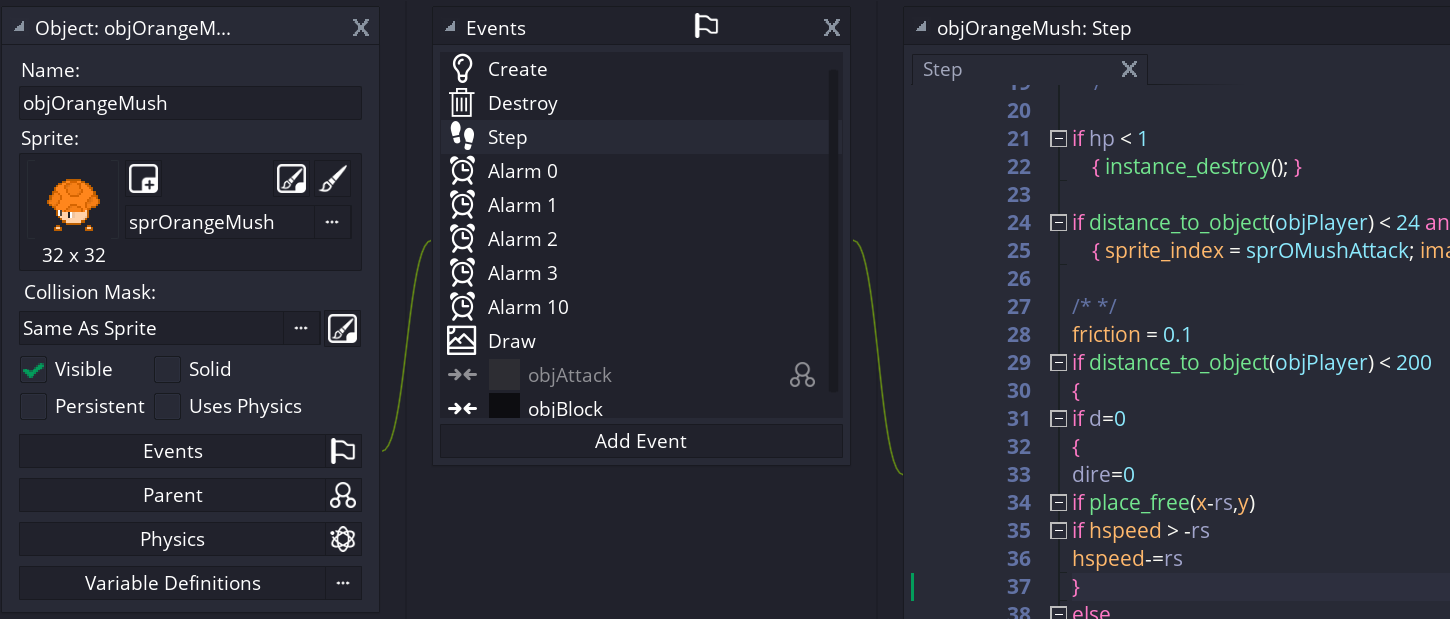 Object: objOrangeM...
Name:
objOrangeMush
Sprite:
sprOrangeMush
...
32 x 32
Collision Mask:
Same As Sprite
...
Visible
Solid
Persistent
Uses Physics
Events
Parent
Physics
Variable Definitions
...
Events
Create
Destroy
Step
Alarm 0
Alarm 1
Alarm 2
Alarm 3
Alarm 10
Draw
objAttack
objBlock
Add Event
objOrangeMush: Step
Step
19
20
21 if hp < 1
22 { instance_destroy(); }
23
24 if distance_to_object(objPlayer) < 24 an
25 { sprite_index = sprOMushAttack; ima
26
27 /* */
28 friction = 0.1
29 if distance_to_object(objPlayer) < 200
30 {
31 if d=0
32 {
33 dire=0
34 if place_free(x-rs,y)
35 if hspeed > -rs
36 hspeed-=rs
37 }
38 else